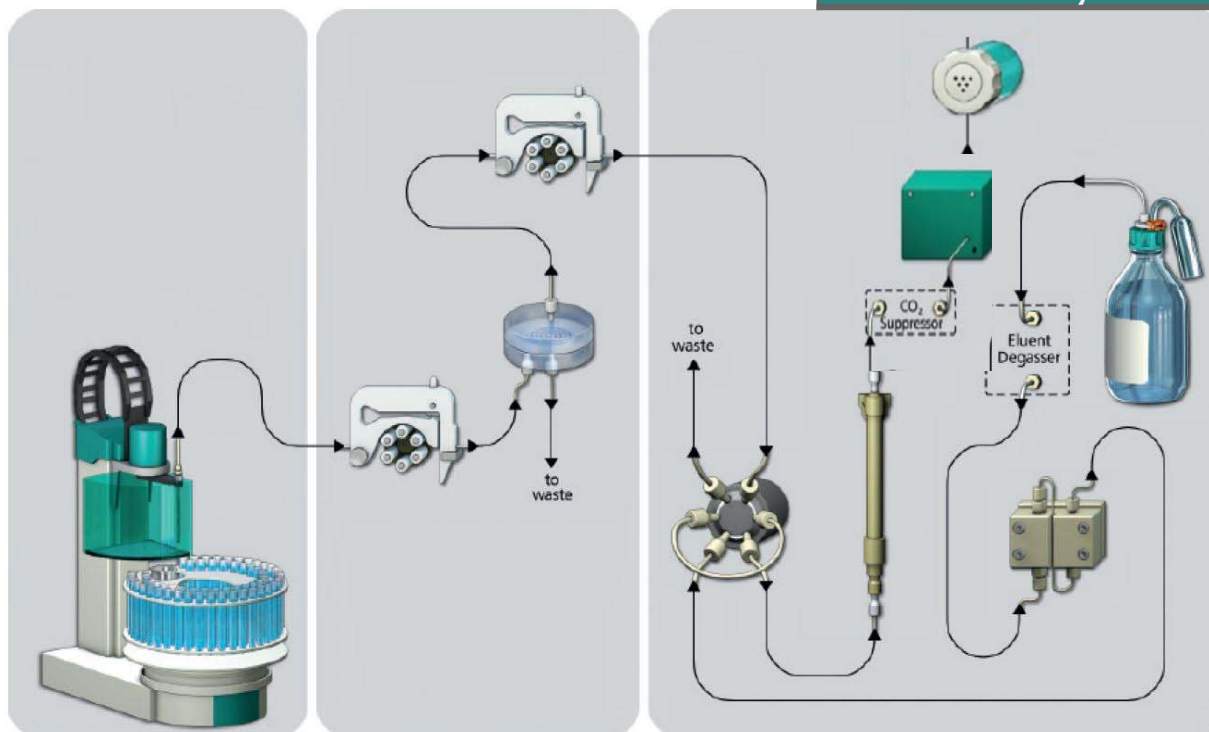 CO₂
Suppressor
to
waste
Eluent
Degasser
to
waste